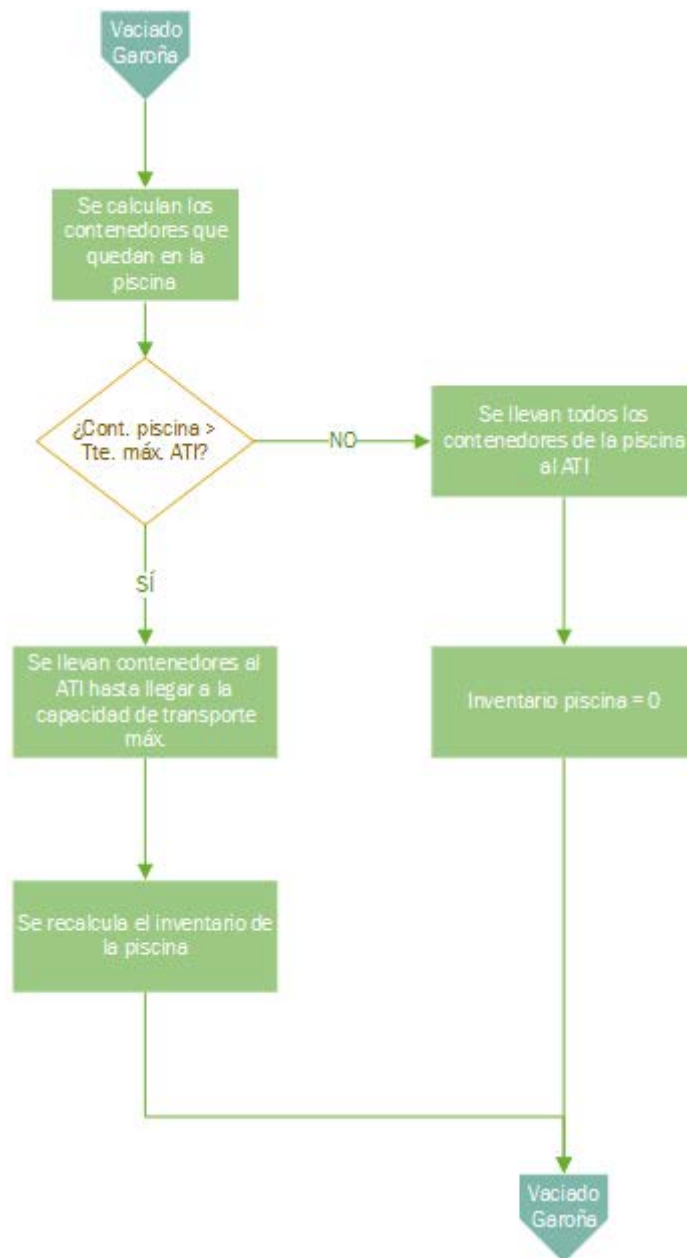 Vaciado
Garoña
Se calculan los
contenedores que
quedan en la
piscina
¿Cont. piscina >
Tte. máx. ATI?
NO
Se llevan todos los
contenedores de la piscina
al ATI
SÍ
Se llevan contenedores al
ATI hasta llegar a la
capacidad de transporte
máx.
Inventario piscina = 0
Se recalcula el inventario de
la piscina
Vaciado
Garoña